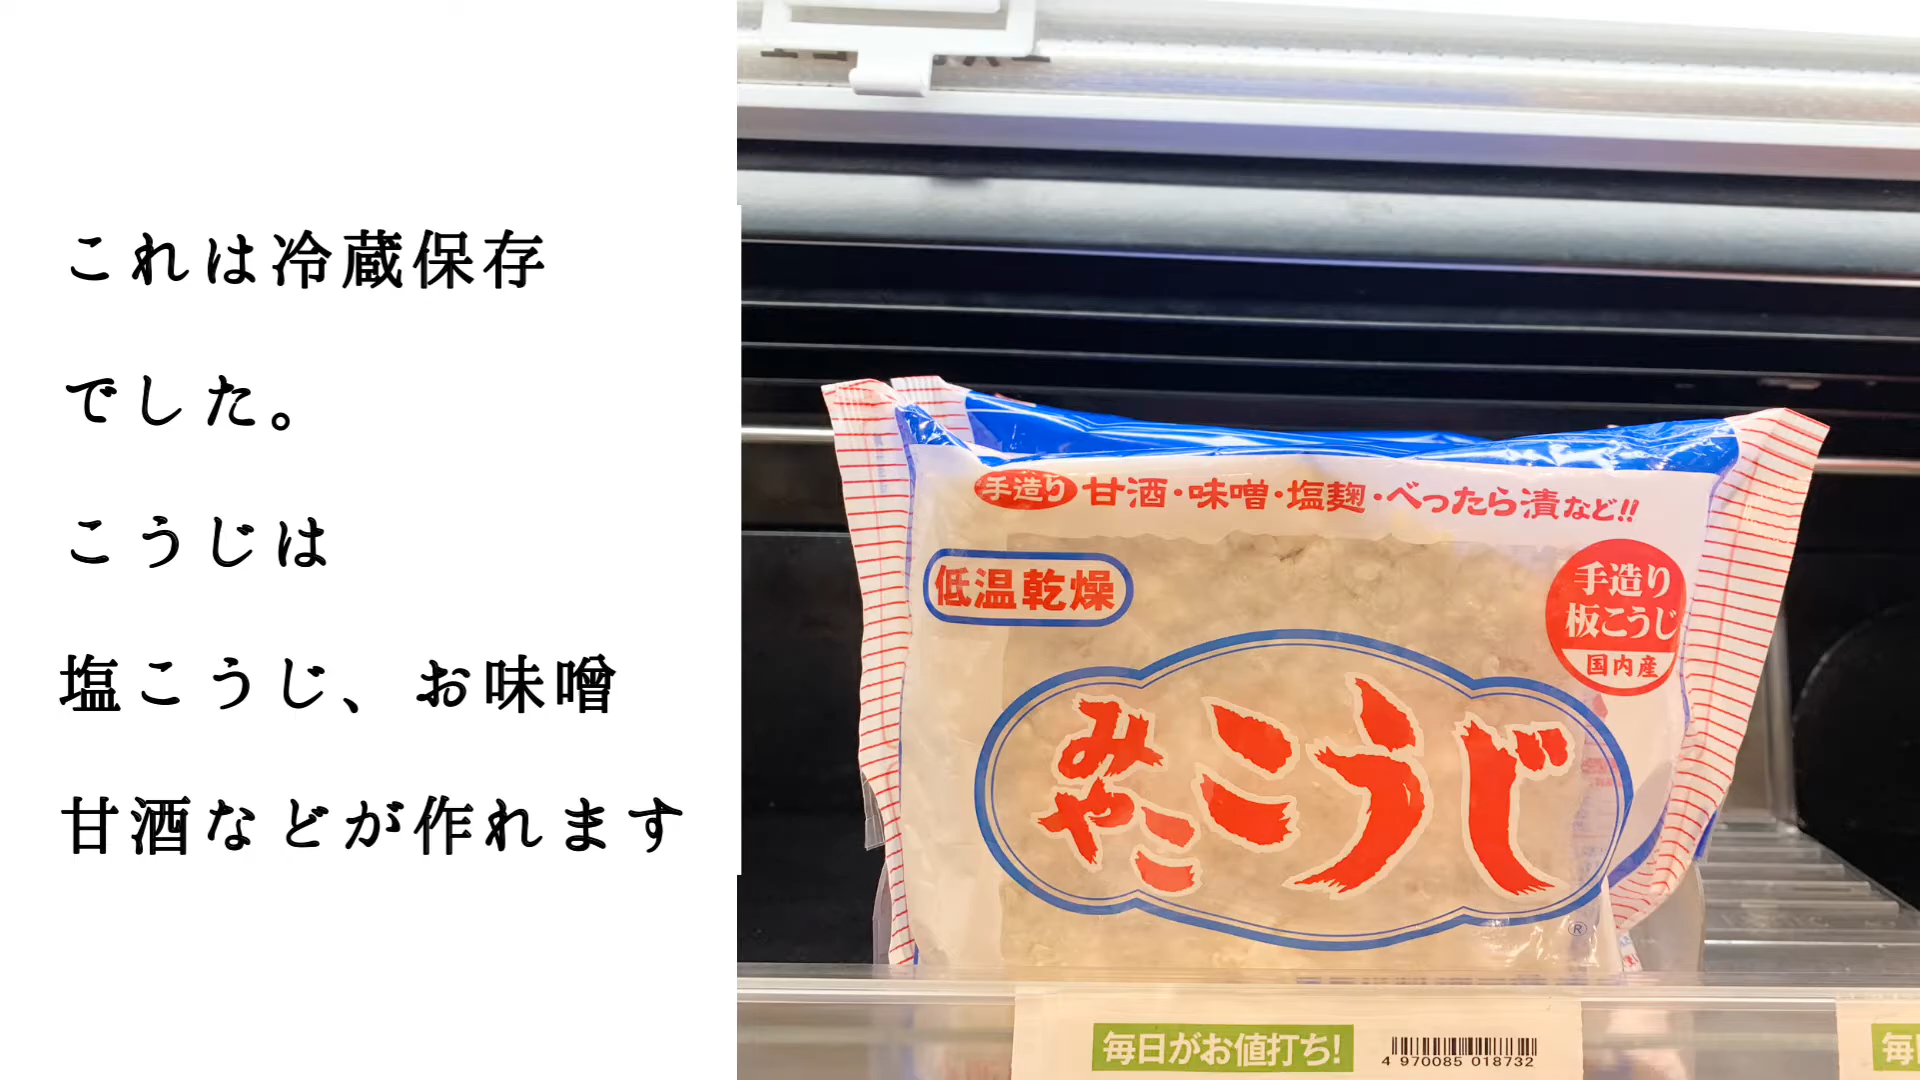 これは冷蔵保存
でした。
こうじは
塩こうじ、お味噌
甘酒などが作れます
手造り 甘酒・味噌・塩麹・べったら漬など!!
低温乾燥
手造り
板こうじ
国内産
みやここうじ
®
毎日がお値打ち!
4 970085 018732
毎